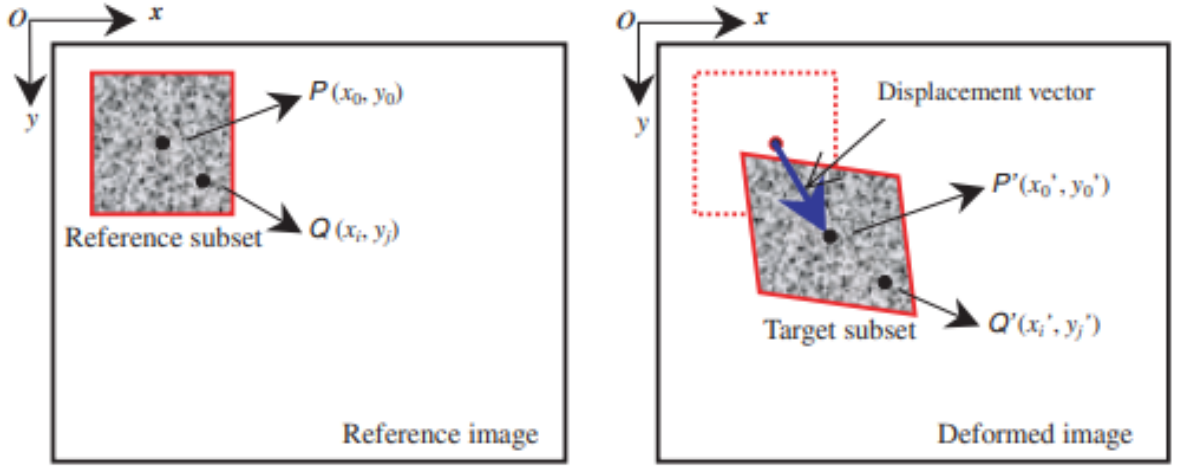 O x
y
P (x₀, y₀)
Q (xᵢ, yⱼ)
Reference subset
Reference image
O x
y
Displacement vector
P’(x₀’, y₀’)
Q’(xᵢ’, yⱼ’)
Target subset
Deformed image